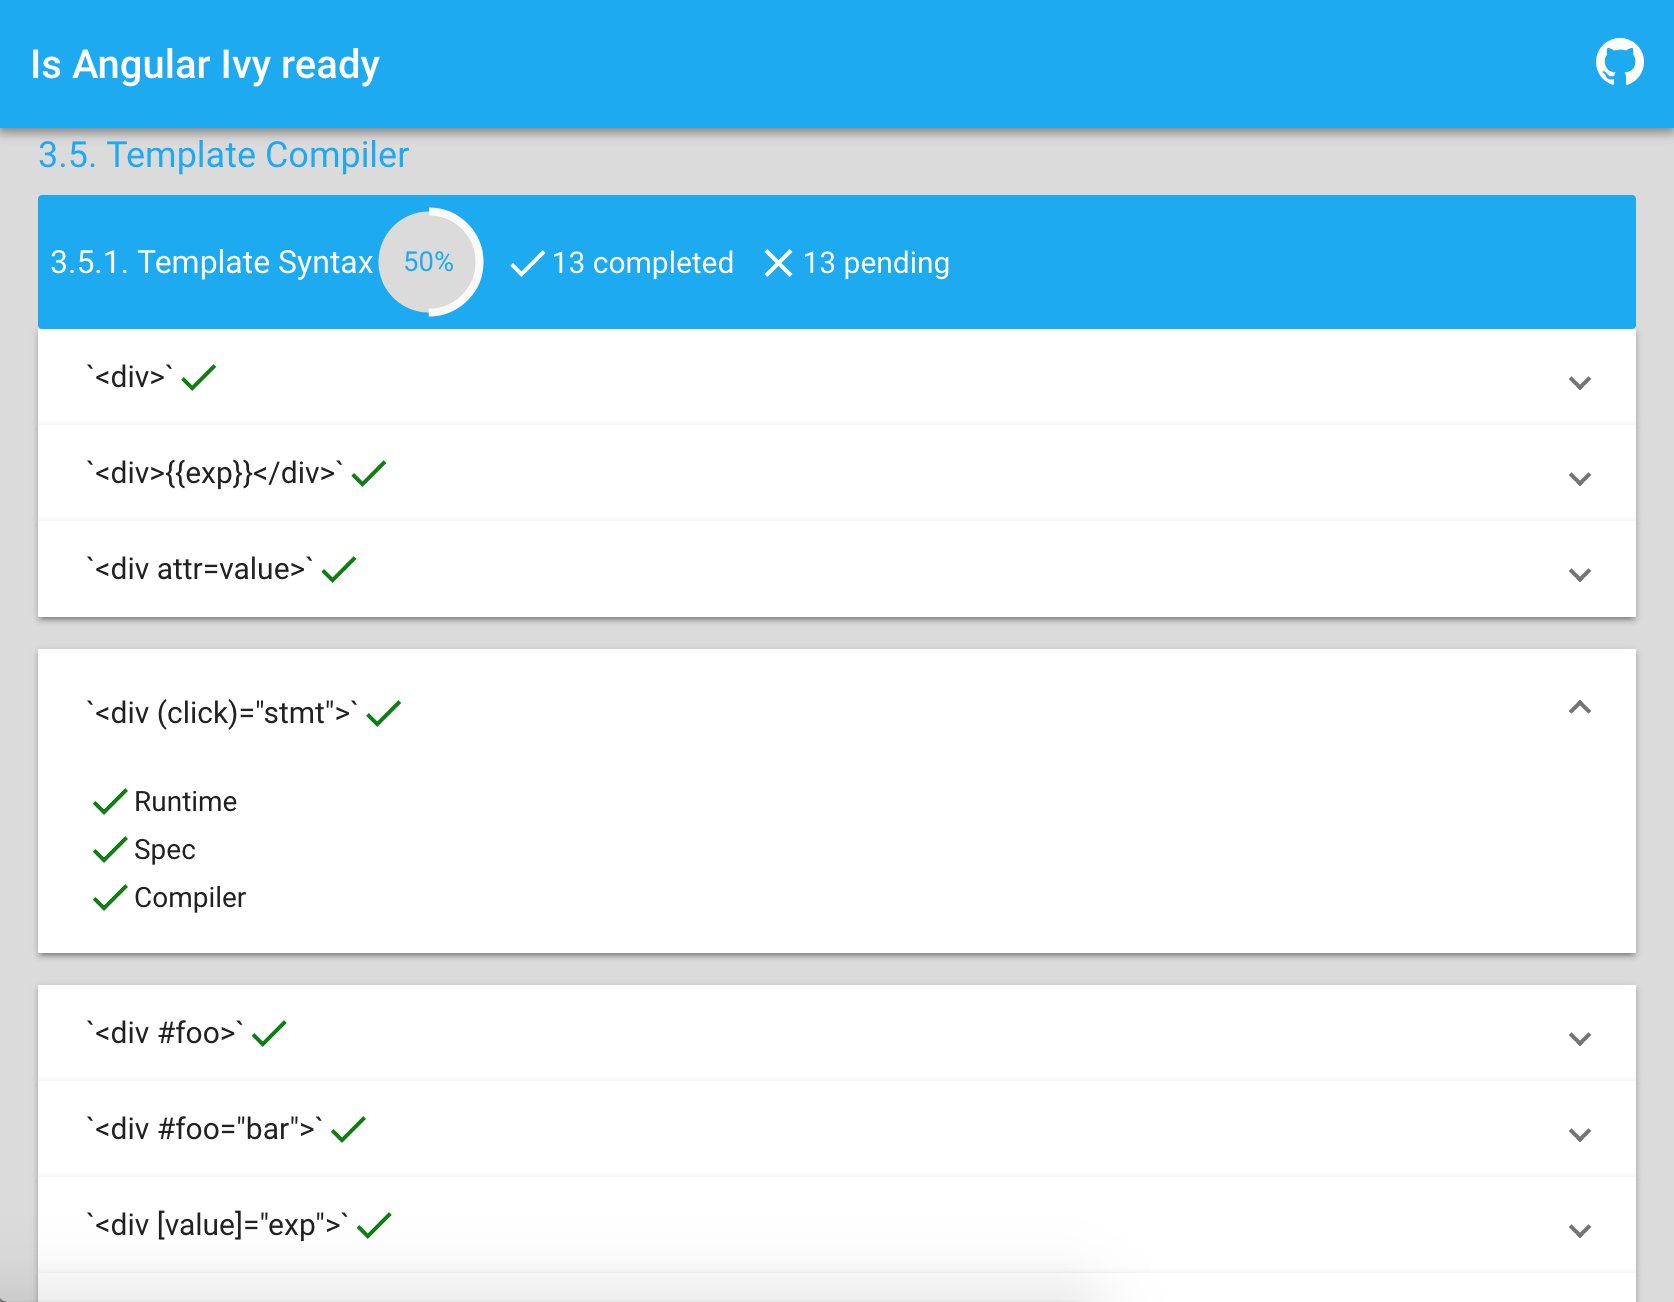 Is Angular Ivy ready
3.5. Template Compiler
3.5.1. Template Syntax 50% 13 completed 13 pending
`<div>`
`<div>{{exp}}</div>`
`<div attr=value>`
`<div (click)="stmt">`
Runtime
Spec
Compiler
`<div #foo>`
`<div #foo="bar">`
`<div [value]="exp">`